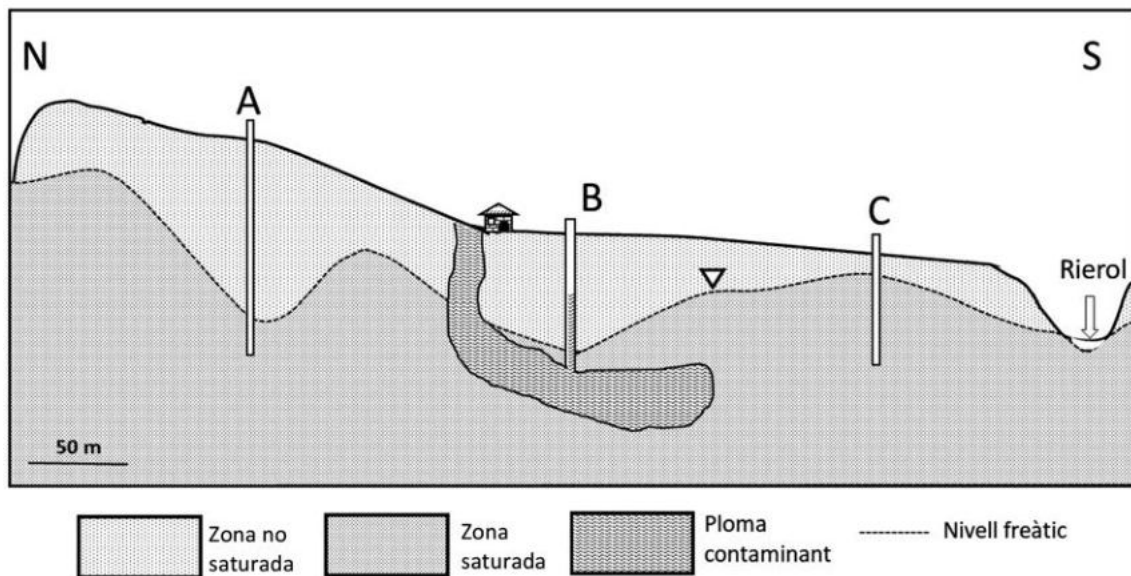 N
S
A
B
C
Rierol
50 m
Zona no
saturada
Zona
saturada
Ploma
contaminant
Nivell freàtic